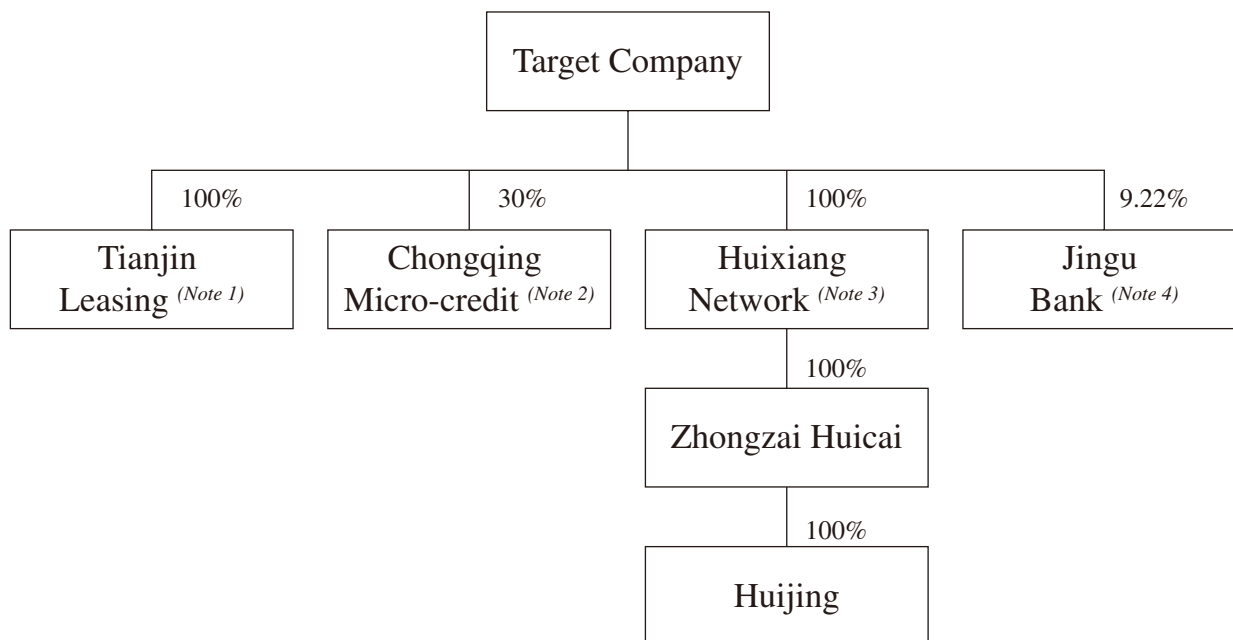 Target Company
100%
30%
100%
9.22%
Tianjin
Leasing (Note 1)
Chongqing
Micro-credit (Note 2)
Huixiang
Network (Note 3)
Jingu
Bank (Note 4)
100%
Zhongzai Huicai
100%
Huijing